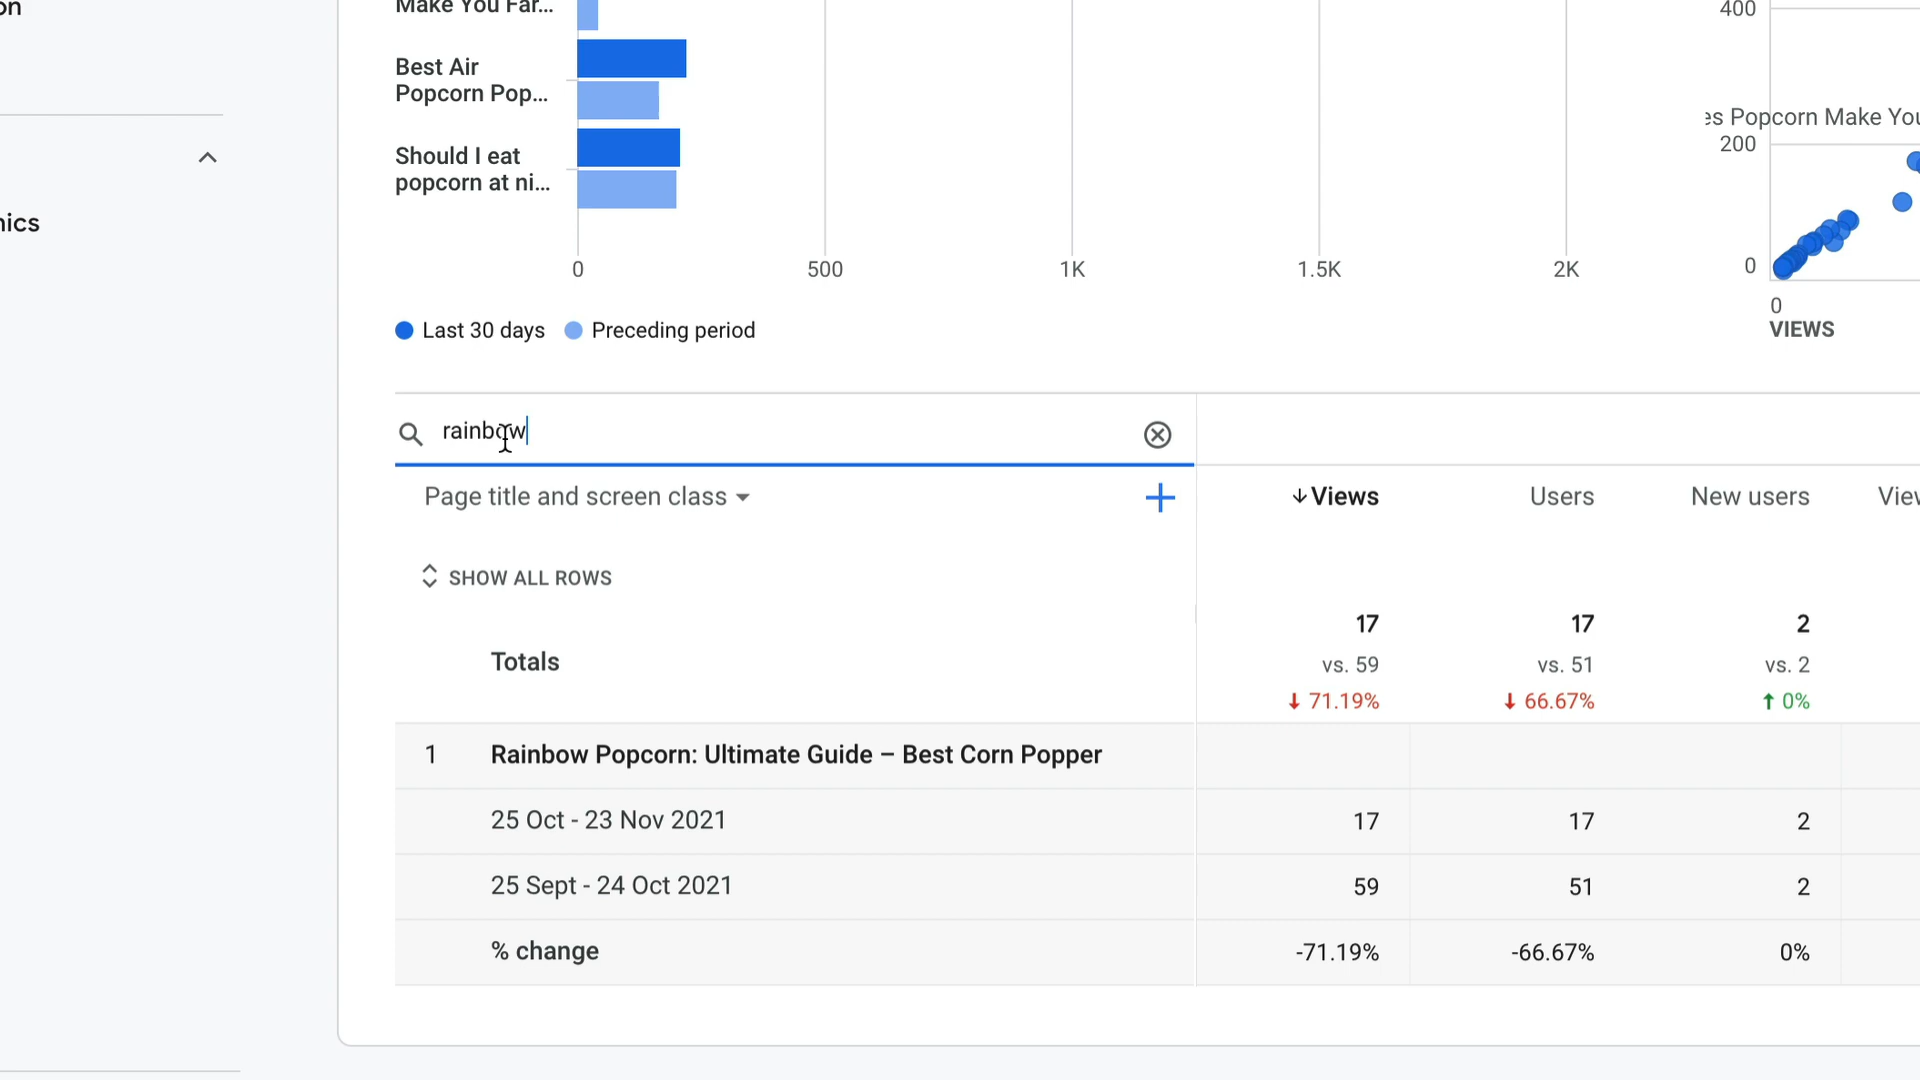 on
Make You Far...
400
Best Air
Popcorn Pop...
es Popcorn Make You
200
Should I eat
popcorn at ni...
nics
0
0 500 1K 1.5K 2K
0
Last 30 days Preceding period
VIEWS
rainbow
Page title and screen class
Views Users New users View
SHOW ALL ROWS
17 17 2
Totals
vs. 59 vs. 51 vs. 2
71.19% 66.67% 0%
1 Rainbow Popcorn: Ultimate Guide – Best Corn Popper
25 Oct - 23 Nov 2021 17 17 2
25 Sept - 24 Oct 2021 59 51 2
% change -71.19% -66.67% 0%